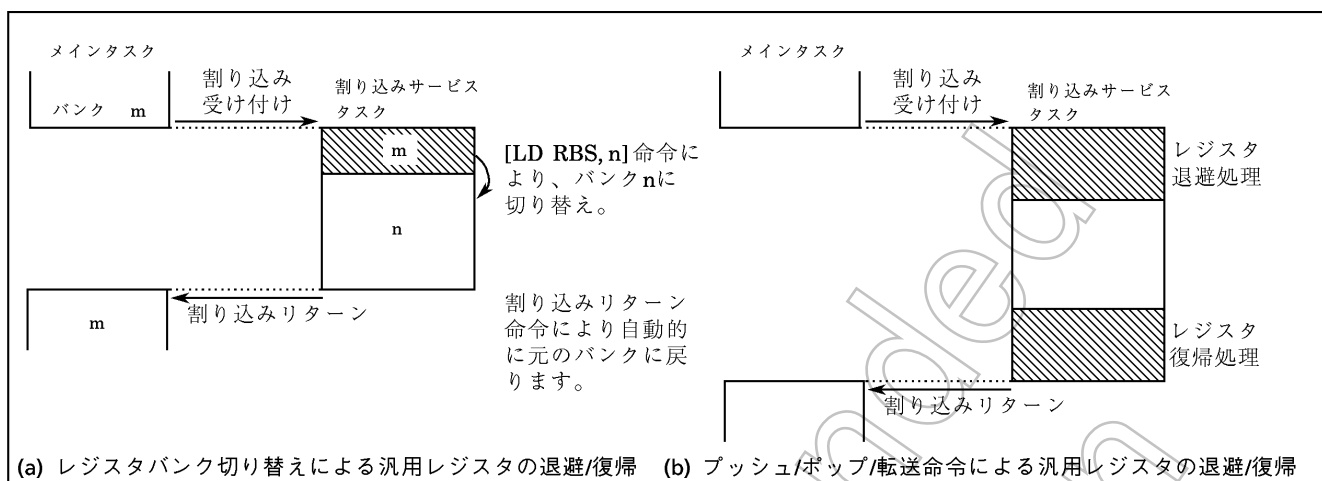 メインタスク
バンク m
割り込み
受け付け
割り込みサービス
タスク
m
n
[LD RBS, n] 命令に
より、バンクnに
切り替え。
割り込みリターン
m
割り込みリターン
命令により自動的
に元のバンクに戻
ります。
(a) レジスタバンク切り替えによる汎用レジスタの退避/復帰
メインタスク
割り込み
受け付け
割り込みサービス
タスク
レジスタ
退避処理
レジスタ
復帰処理
割り込みリターン
(b) プッシュ/ポップ/転送命令による汎用レジスタの退避/復帰
nded